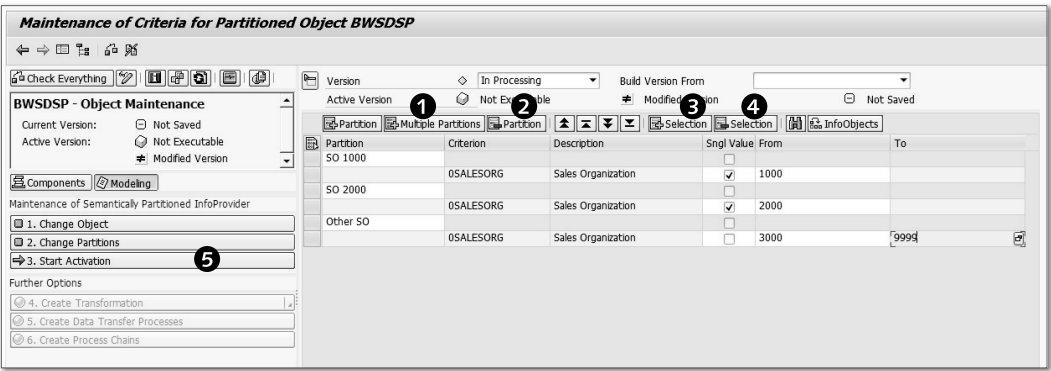 Maintenance of Criteria for Partitioned Object BWSDSP
Check Everything
BWSDSP - Object Maintenance
Current Version: Not Saved
Active Version: Not Executable
Modified Version
Components Modeling
Maintenance of Semantically Partitioned InfoProvider
1. Change Object
2. Change Partitions
3. Start Activation 5
Further Options
4. Create Transformation
5. Create Data Transfer Processes
6. Create Process Chains
Version In Processing Build Version From
Active Version Not Not Saved
1 2 3 4
Partition Multiple Partitions Partition Selection Selection InfoObjects
Partition Criterion Description Sngl Value From To
SO 1000
0SALESORG Sales Organization 1000
SO 2000
0SALESORG Sales Organization 2000
Other SO
0SALESORG Sales Organization 3000 9999